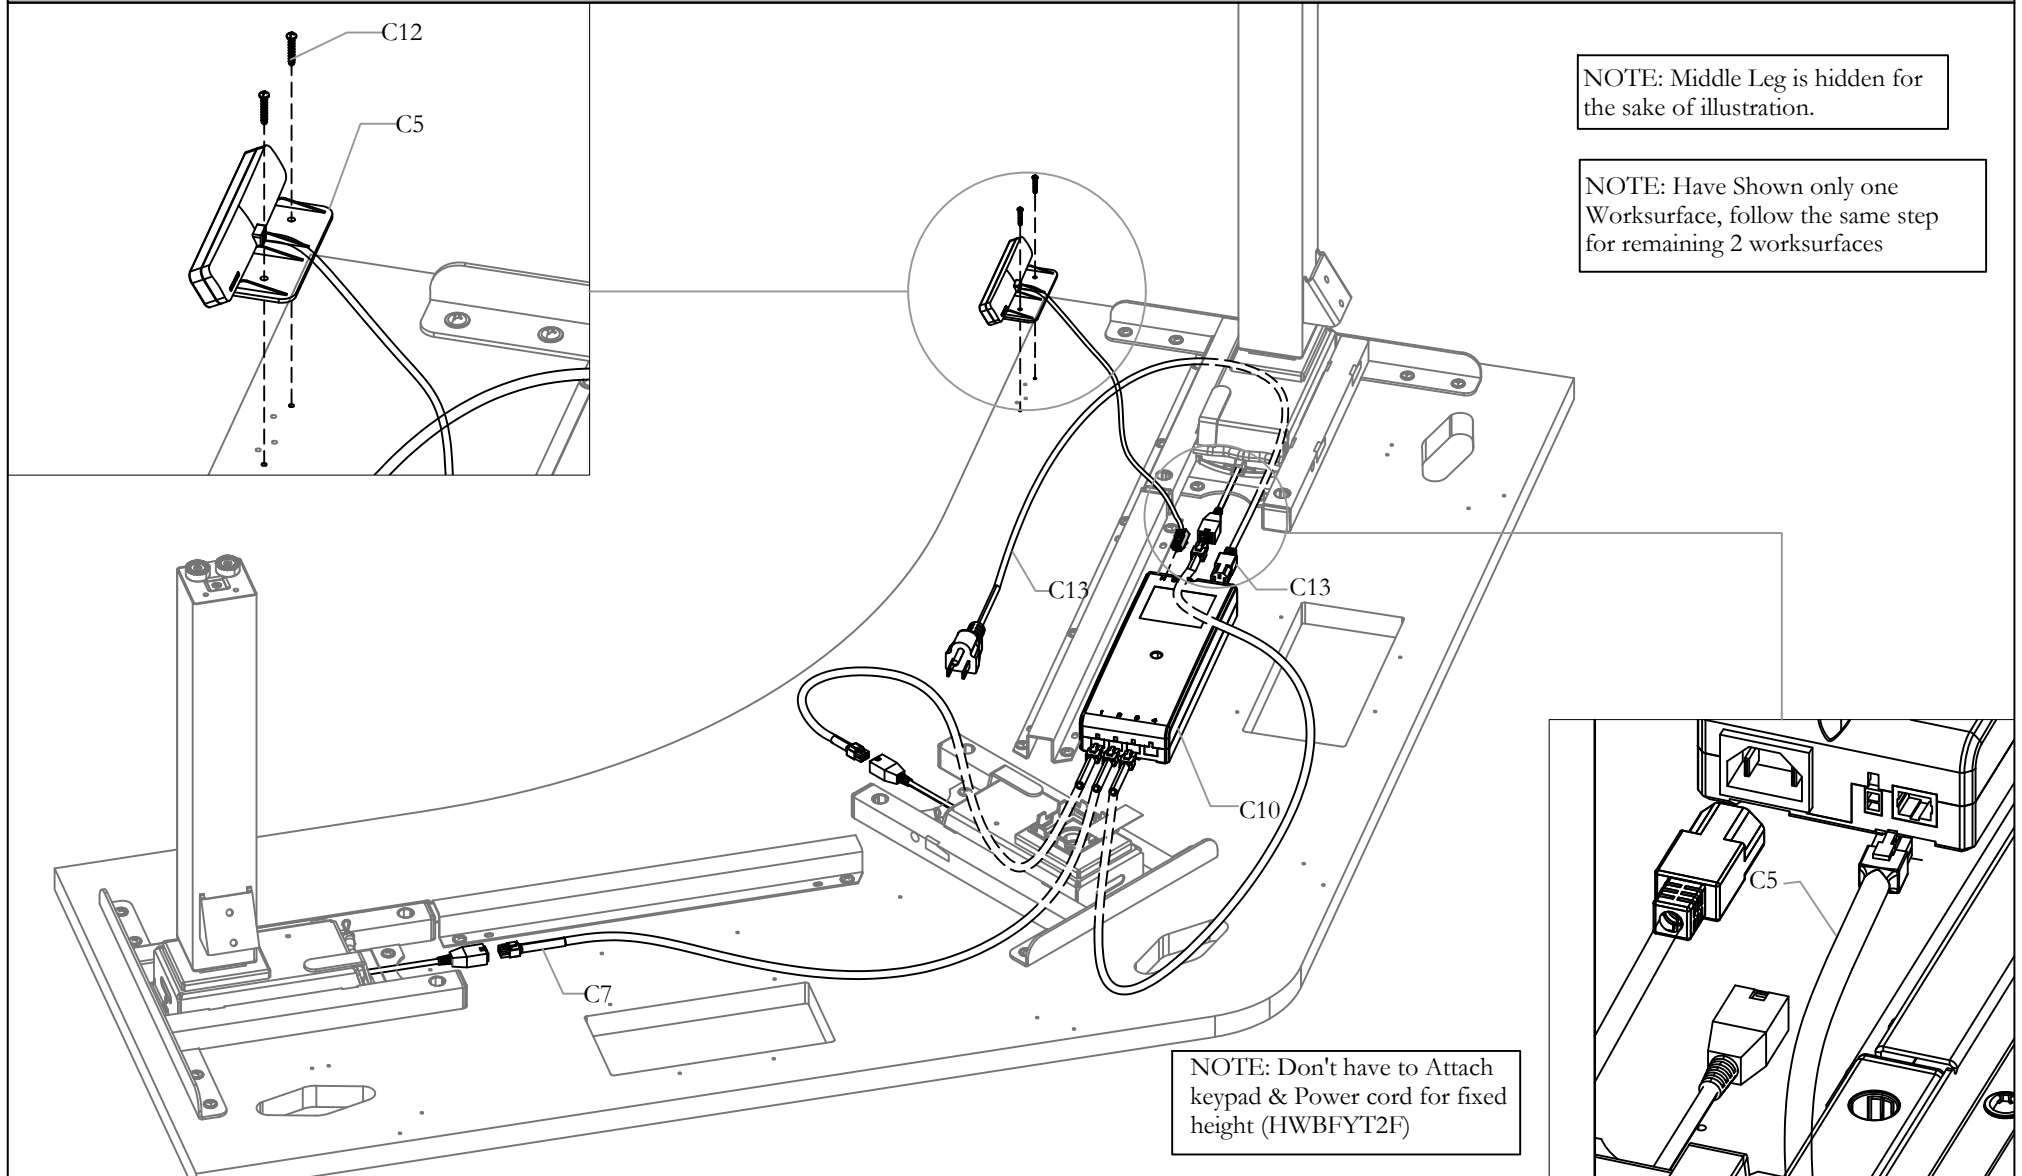 C12
C5
NOTE: Middle Leg is hidden for
the sake of illustration.
NOTE: Have Shown only one
Worksurface, follow the same step
for remaining 2 worksurfaces
C13
C13
C10
C5
C7
NOTE: Don't have to Attach
keypad & Power cord for fixed
height (HWBFYT2F)